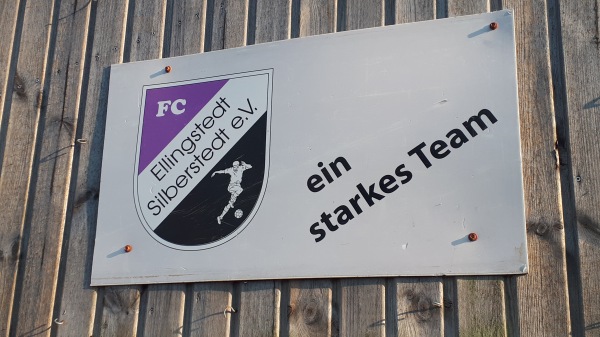 FC
Ellingstedt
Silberstedt e.V.
ein
starkes Team